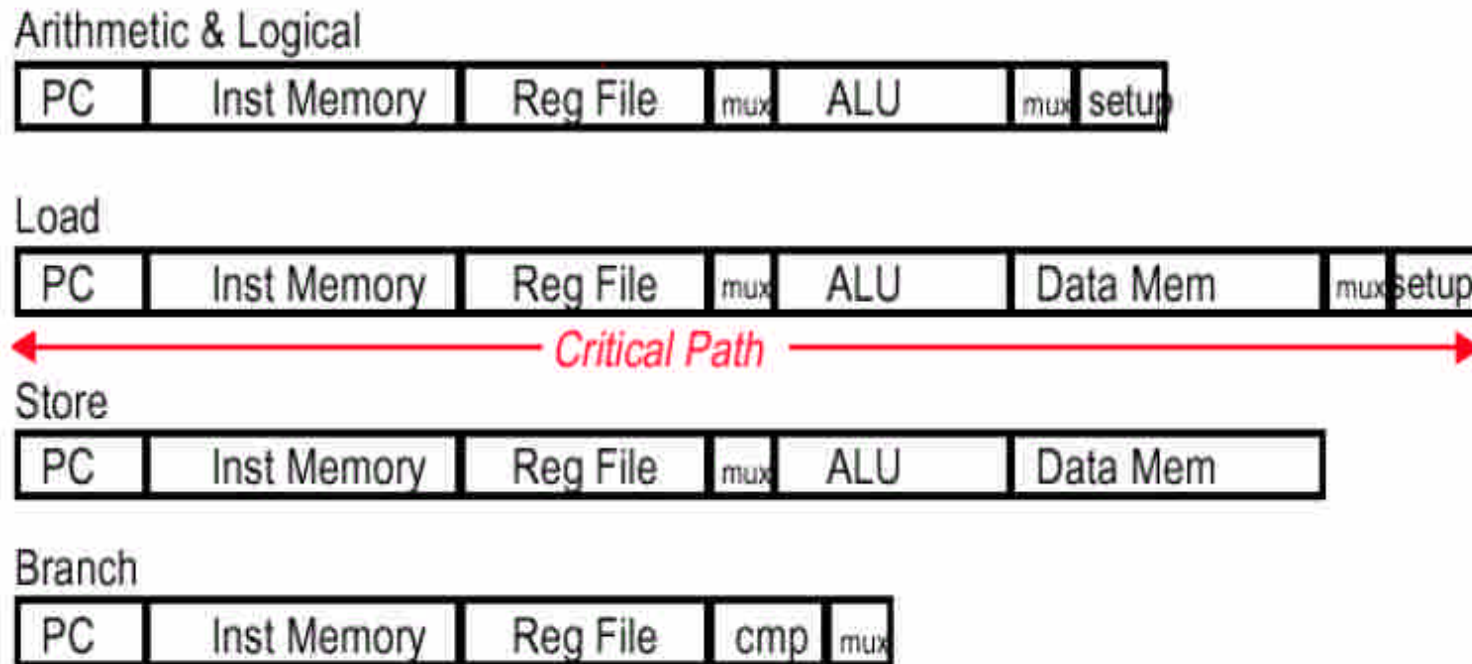 Arithmetic & Logical
PC Inst Memory Reg File mux ALU mux setup
Load
PC Inst Memory Reg File mux ALU Data Mem mux setup
Critical Path
Store
PC Inst Memory Reg File mux ALU Data Mem
Branch
PC Inst Memory Reg File cmp mux